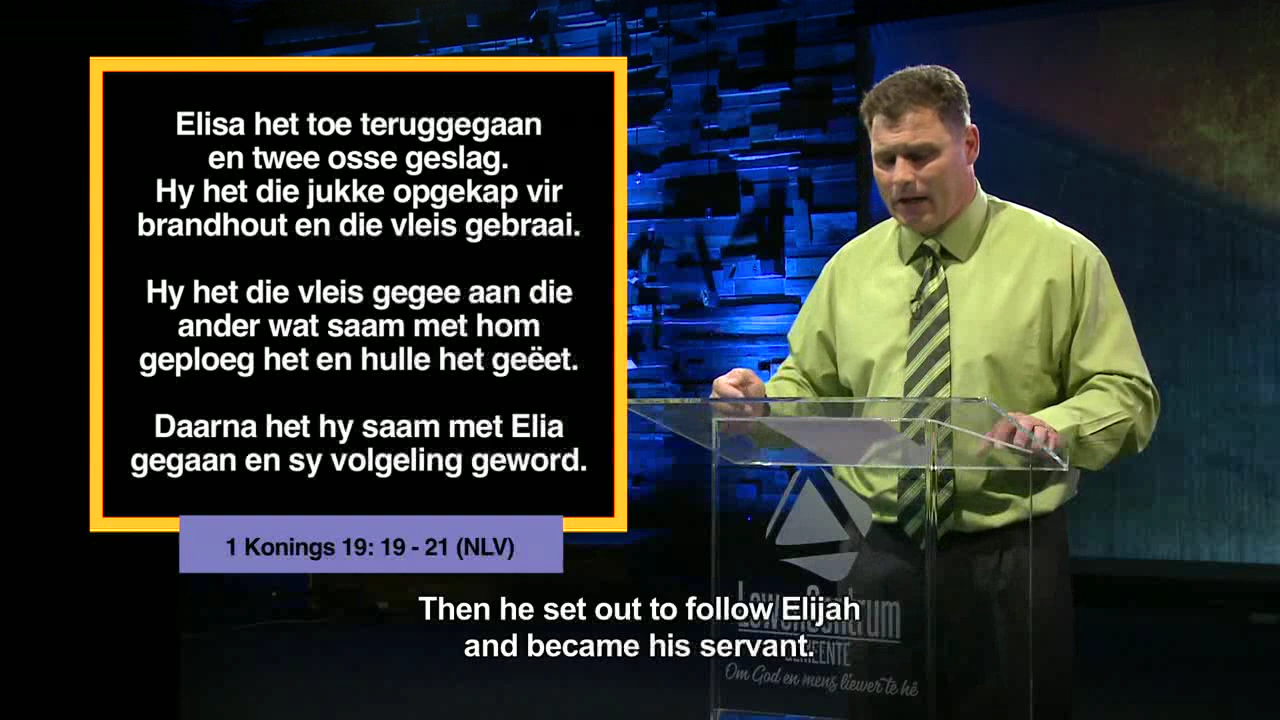 Elisa het toe teruggegaan
en twee osse geslag.
Hy het die jukke opgekap vir
brandhout en die vleis gebraai.
Hy het die vleis gegee aan die
ander wat saam met hom
geploeg het en hulle het geëet.
Daarna het hy saam met Elia
gegaan en sy volgeling geword.
1 Konings 19: 19 - 21 (NLV)
Then he set out to follow Elijah
and became his servant.
GEMEENTE
Om God en mens liewer te hê